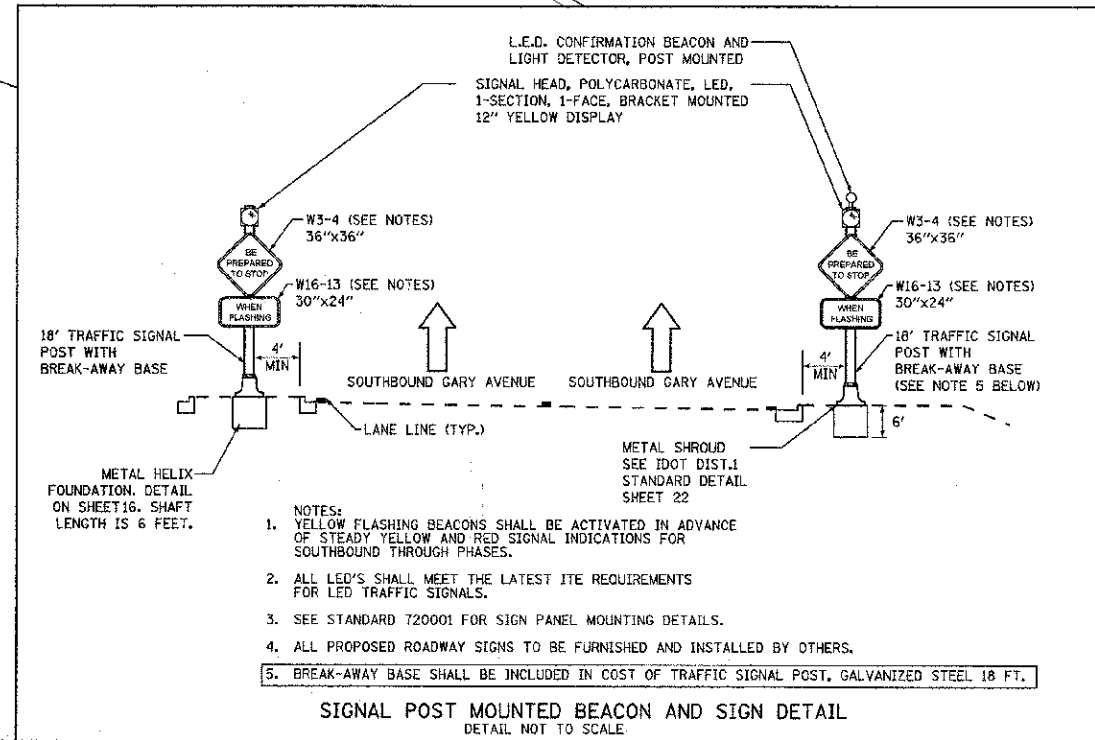 L.E.D. CONFIRMATION BEACON AND
LIGHT DETECTOR, POST MOUNTED
SIGNAL HEAD, POLYCARBONATE, LED,
1-SECTION, 1-FACE, BRACKET MOUNTED
12" YELLOW DISPLAY
W3-4 (SEE NOTES)
36"x36"
BE
PREPARED
TO STOP
W16-13 (SEE NOTES)
30"x24"
WHEN
FLASHING
18' TRAFFIC SIGNAL
POST WITH
BREAK-AWAY BASE
4'
MIN
SOUTHBOUND GARY AVENUE
SOUTHBOUND GARY AVENUE
W3-4 (SEE NOTES)
36"x36"
BE
PREPARED
TO STOP
W16-13 (SEE NOTES)
30"x24"
WHEN
FLASHING
4'
MIN
18' TRAFFIC SIGNAL
POST WITH
BREAK-AWAY BASE
(SEE NOTE 5 BELOW)
LANE LINE (TYP.)
6'
METAL HELIX
FOUNDATION. DETAIL
ON SHEET 16. SHAFT
LENGTH IS 6 FEET.
METAL SHROUD
SEE IDOT DIST.1
STANDARD DETAIL
SHEET 22
NOTES:
1. YELLOW FLASHING BEACONS SHALL BE ACTIVATED IN ADVANCE
OF STEADY YELLOW AND RED SIGNAL INDICATIONS FOR
SOUTHBOUND THROUGH PHASES.
2. ALL LED'S SHALL MEET THE LATEST ITE REQUIREMENTS
FOR LED TRAFFIC SIGNALS.
3. SEE STANDARD 720001 FOR SIGN PANEL MOUNTING DETAILS.
4. ALL PROPOSED ROADWAY SIGNS TO BE FURNISHED AND INSTALLED BY OTHERS.
5. BREAK-AWAY BASE SHALL BE INCLUDED IN COST OF TRAFFIC SIGNAL POST, GALVANIZED STEEL 18 FT.
SIGNAL POST MOUNTED BEACON AND SIGN DETAIL
DETAIL NOT TO SCALE